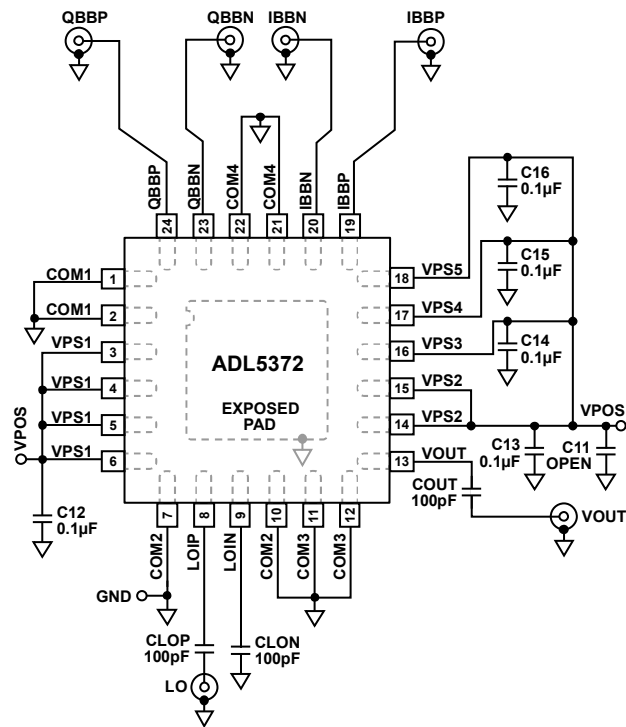 QBBP
QBBN
IBBN
IBBP
QBBP
QBBN
COM4
COM4
IBBN
IBBP
24
23
22
21
20
19
C16
0.1µF
C15
0.1µF
C14
0.1µF
COM1
1
COM1
2
VPS1
3
VPS1
4
VPS1
5
VPS1
6
VPOS
C12
0.1µF
ADL5372
EXPOSED
PAD
18
VPS5
17
VPS4
16
VPS3
15
VPS2
14
VPS2
13
VOUT
VPOS
C13
0.1µF
C11
OPEN
COUT
100pF
VOUT
7
8
9
10
11
12
COM2
LOIP
LOIN
COM2
COM3
COM3
GND
CLOP
100pF
CLON
100pF
LO